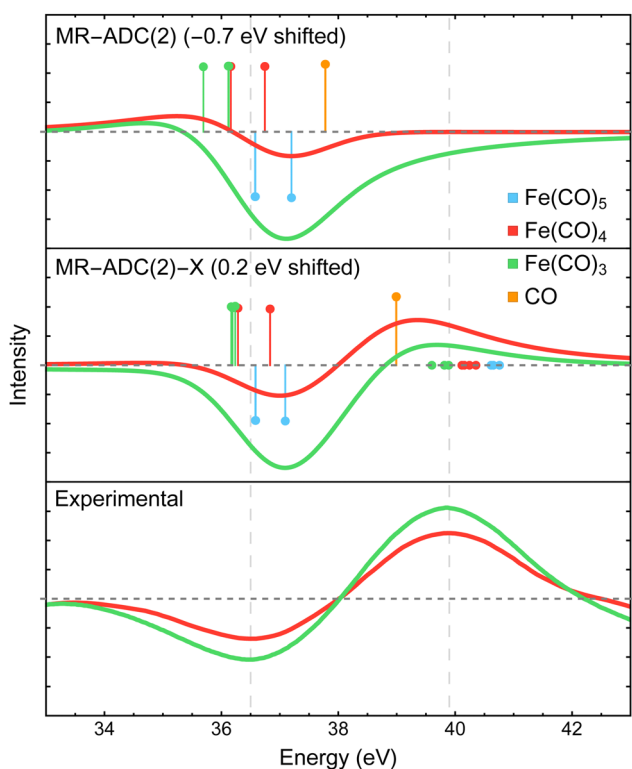 MR−ADC(2) (−0.7 eV shifted)
Fe(CO)₅
Fe(CO)₄
Fe(CO)₃
CO
MR−ADC(2)−X (0.2 eV shifted)
Intensity
Experimental
34 36 38 40 42
Energy (eV)